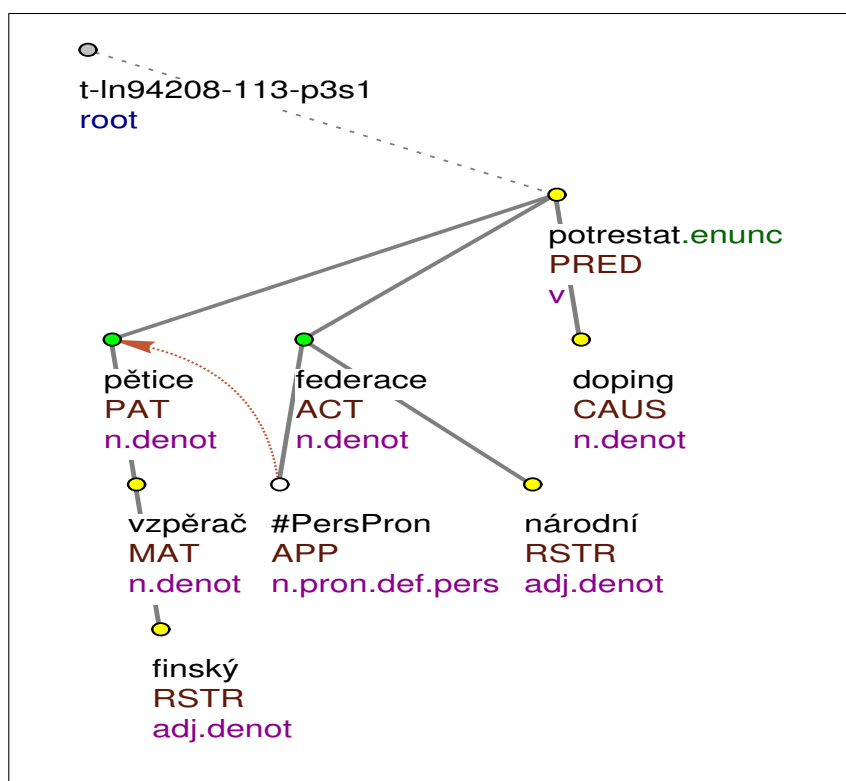 t-ln94208-113-p3s1
root
potrestat.enunc
PRED
v
pětice
PAT
n.denot
federace
ACT
n.denot
doping
CAUS
n.denot
vzpěrač
MAT
n.denot
#PersPron
APP
n.pron.def.pers
národní
RSTR
adj.denot
finský
RSTR
adj.denot